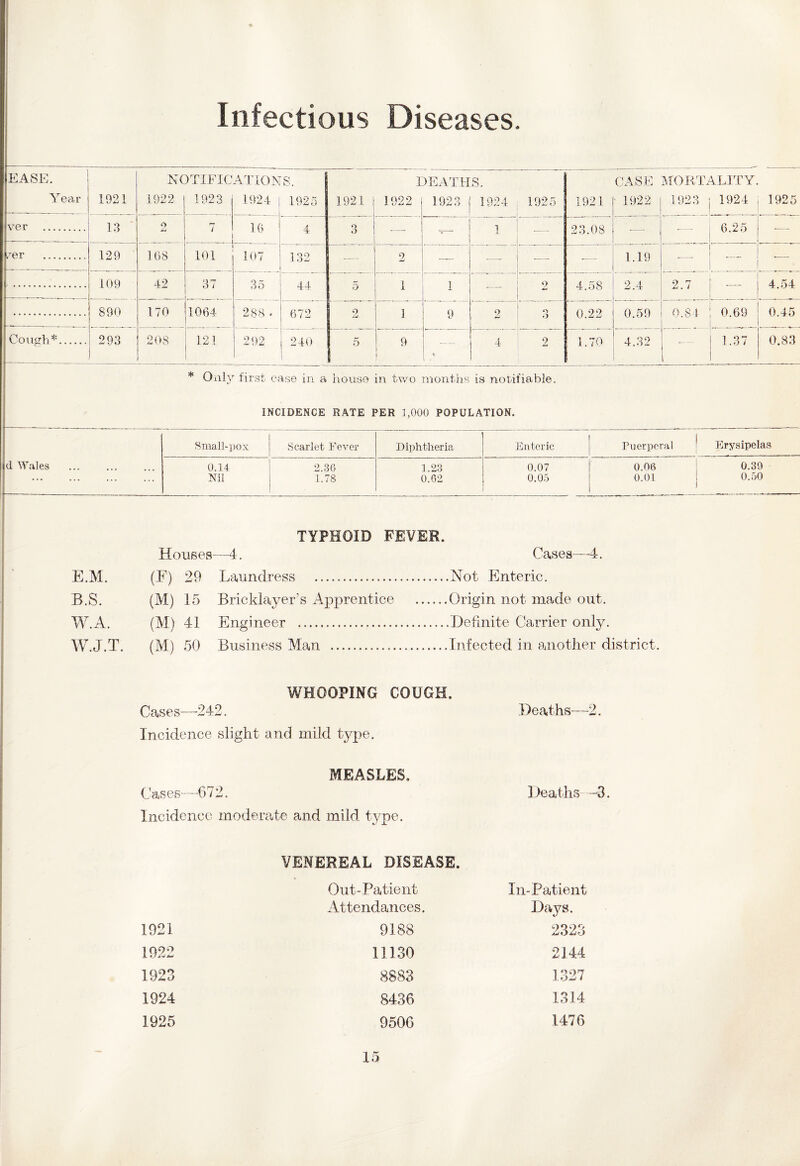 Infectious Diseases.
EASE. NOTIFICATIONS. DEATHS. CASE MORTALITY.
Year 1921 1922 1923 1924 1925 1921 1922 1923 1924 1925 1921 1922 1923 1924 1925
ver ......... 13 2 7 16 4 3 — — 1 — 23.08 — — 6.25 —
ver ......... 129 168 101 107 132 — 2 — — — — 1.19 — — —
............... 109 42 37 35 44 5 1 1 — 2 4.58 2.4 2.7 — 4.54
............... 890 170 1064 288 672 2 1 9 2 3 0.22 0.59 0.84 0.69 0.45
Cough*...... 293 208 121 292 240 5 9 — 4 2 1.70 4.32 — 1.37 0.83
* Only first case in a house in two months is notifiable.
INCIDENCE RATE PER 1,000 POPULATION.
Small-pox Scarlet Fever Diphtheria Enteric Puerperal Erysipelas
d Wales ... ... ... 0.14 2.36 1.23 0.07 0.06 0.39
... ... ... ... Nil 1.78 0.62 0.05 0.01 0.50
TYPHOID FEVER.
Houses—4. Cases—4.
E.M. (F) 29 Laundress ...........................Not Enteric.
B.S. (M) 15 Bricklayer's Apprentice ......Origin not made out.
W.A. (M) 41 Engineer ..............................Definite Carrier only.
W.J.T. (M) 50 Business Man .......................Infected in another district.
WHOOPING COUGH.
Cases—242. Deaths—2.
Incidence slight and mild type.
MEASLES.
Cases—672. Deaths—3.
Incidence moderate and mild type.
VENEREAL DISEASE.
Out-Patient In-Patient
Attendances. Days.
1921 9188 2323
1922 11130 2144
1923 8883 1327
1924 8436 1314
1925 9506 1476
15